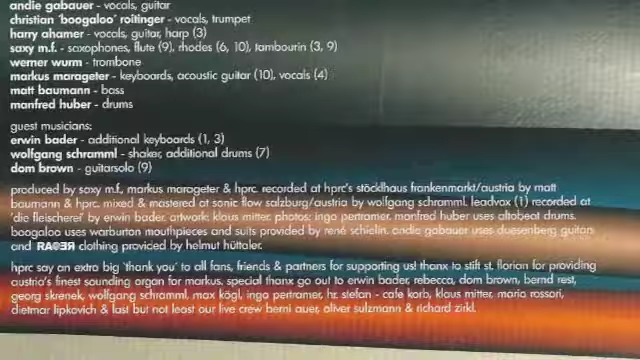 andie gabauer - vocals, guitar
christian 'boogaloo' roitinger - vocals, trumpet
harry ahamer - vocals, guitar, harp (3)
saxy m.f. - saxophones, flute (9), rhodes (6, 10), tambourin (3, 9)
werner wurm - trombone
markus marageter - keyboards, acoustic guitar (10), vocals (4)
matt baumann - bass
manfred huber - drums
guest musicians:
erwin bader - additional keyboards (1, 3)
wolfgang schramml - shaker, additional drums (7)
dom brown - guitarsolo (9)
produced by saxy m.f., markus marageter & hprc. recorded at hprc's stöcklhaus frankenmarkt/austria by matt
baumann & hprc. mixed & mastered at sonic flow salzburg/austria by wolfgang schramml. leadvox (1) recorded at
'die fleischerei' by erwin bader. artwork: klaus mitter. photos: inga pertramer. manfred huber uses altobeat drums.
boogaloo uses warburton mouthpieces and suits provided by rené schielin. andie gabauer uses duesenberg guitars
and RACER clothing provided by helmut hüttaler.
hprc say an extra big 'thank you' to all fans, friends & partners for supporting us! thanx to stift st. florian for providing
austria's finest sounding organ for markus. special thanx go out to erwin bader, rebecca, dom brown, bernd rest,
georg skrenek, wolfgang schramml, max kögl, inga pertramer, hr. stefan - cafe korb, klaus mitter, mario rossori,
dietmar lipkovich & last but not least our live crew berni auer, oliver sulzmann & richard zirkl.